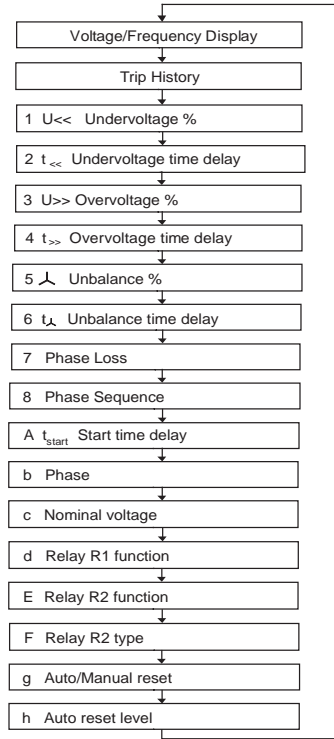 Voltage/Frequency Display
Trip History
1 U<< Undervoltage %
2 t<< Undervoltage time delay
3 U>> Overvoltage %
4 t>> Overvoltage time delay
5 Unbalance %
6 t Unbalance time delay
7 Phase Loss
8 Phase Sequence
A tstart Start time delay
b Phase
c Nominal voltage
d Relay R1 function
E Relay R2 function
F Relay R2 type
g Auto/Manual reset
h Auto reset level